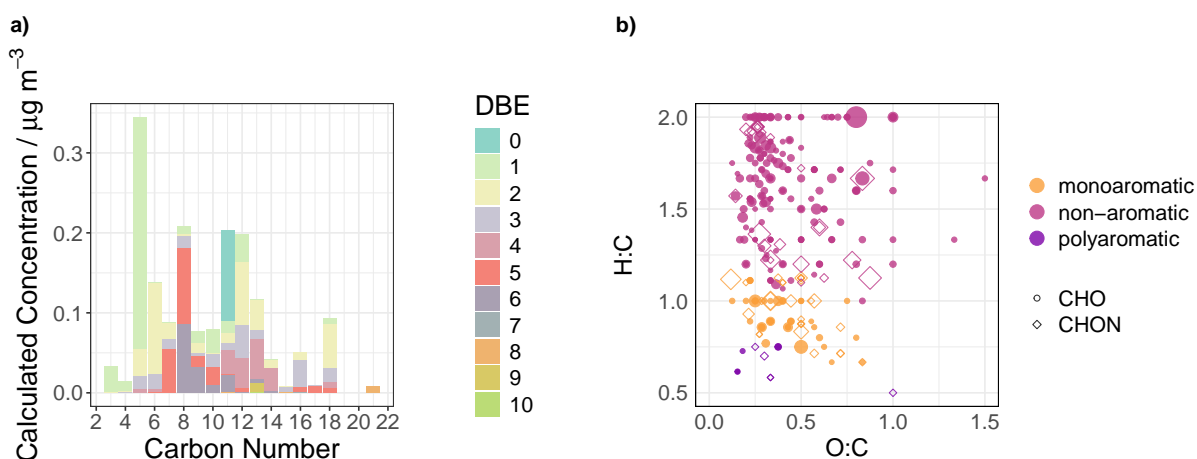 a)
Calculated Concentration / μg m⁻³
0.3
0.2
0.1
0.0
2 4 6 8 10 12 14 16 18 20 22
Carbon Number
DBE
0
1
2
3
4
5
6
7
8
9
10
b)
H:C
2.0
1.5
1.0
0.5
0.0 0.5 1.0 1.5
O:C
monoaromatic
non−aromatic
polyaromatic
CHO
CHON